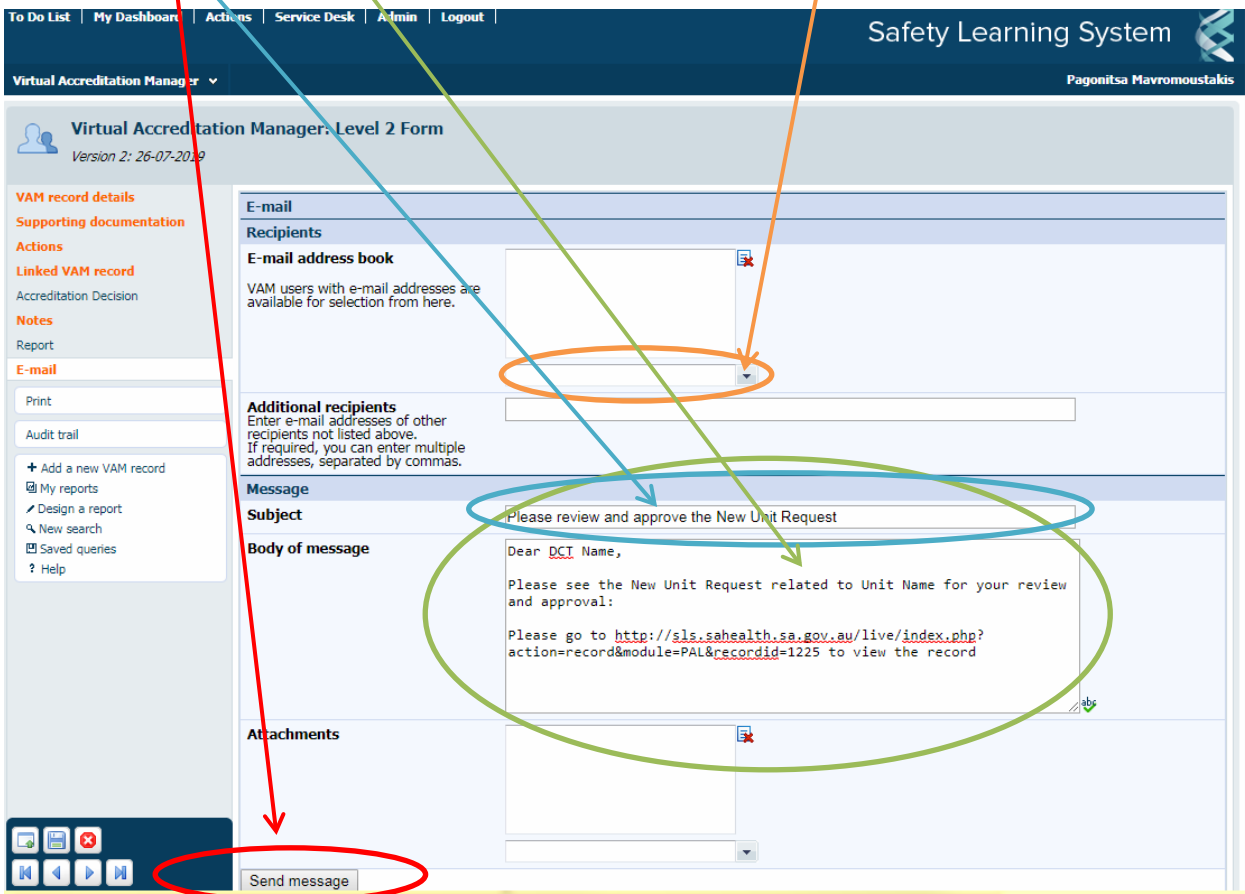 To Do List | My Dashboard | Actions | Service Desk | Admin | Logout |
Safety Learning System
Virtual Accreditation Manager
Pagonitsa Mavromoustakis
Virtual Accreditation Manager: Level 2 Form
Version 2: 26-07-2019
VAM record details
Supporting documentation
Actions
Linked VAM record
Accreditation Decision
Notes
Report
E-mail
Print
Audit trail
+ Add a new VAM record
My reports
Design a report
New search
Saved queries
? Help
E-mail
Recipients
E-mail address book
VAM users with e-mail addresses are
available for selection from here.
Additional recipients
Enter e-mail addresses of other
recipients not listed above.
If required, you can enter multiple
addresses, separated by commas.
Message
Subject
Please review and approve the New Unit Request
Body of message
Dear DCT Name,
Please see the New Unit Request related to Unit Name for your review
and approval:
Please go to http://sls.sahealth.sa.gov.au/live/index.php?
action=record&module=PAL&recordid=1225 to view the record
abc
Attachments
Send message